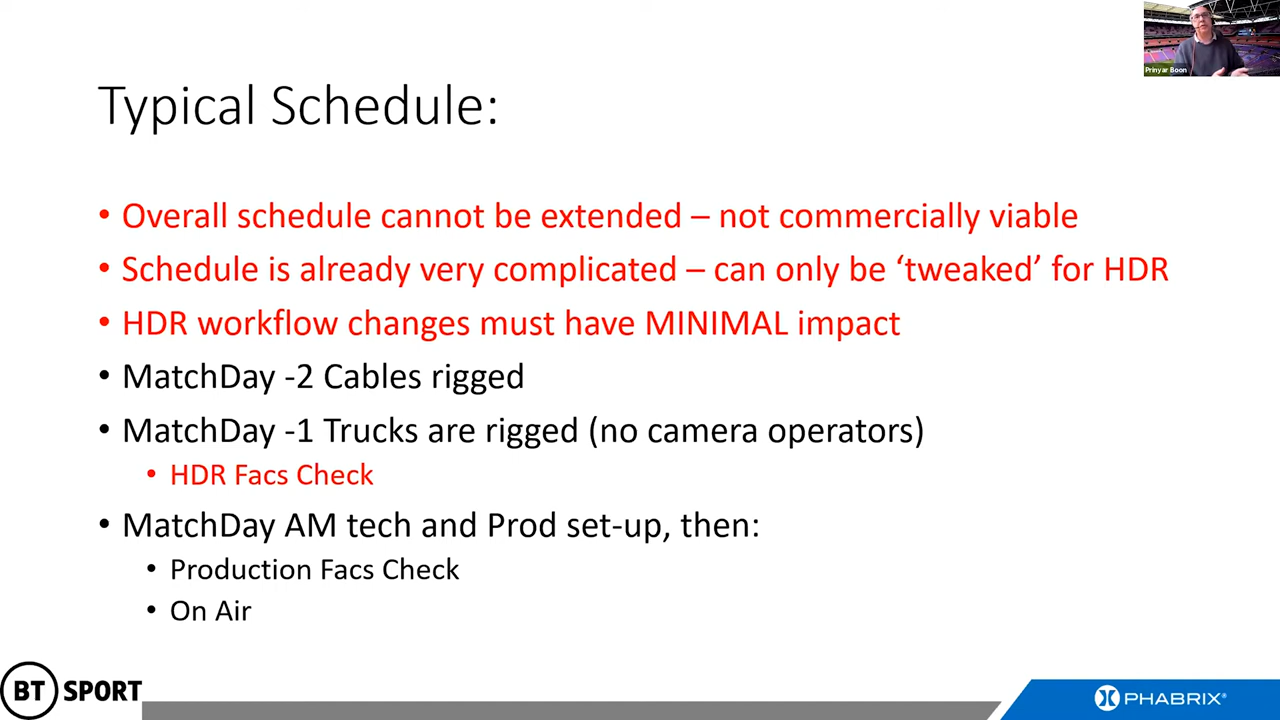 Prinyar Boon
Typical Schedule:
• Overall schedule cannot be extended – not commercially viable
• Schedule is already very complicated – can only be ‘tweaked’ for HDR
• HDR workflow changes must have MINIMAL impact
• MatchDay -2 Cables rigged
• MatchDay -1 Trucks are rigged (no camera operators)
• HDR Facs Check
• MatchDay AM tech and Prod set-up, then:
• Production Facs Check
• On Air
BT SPORT
PHABRIX®